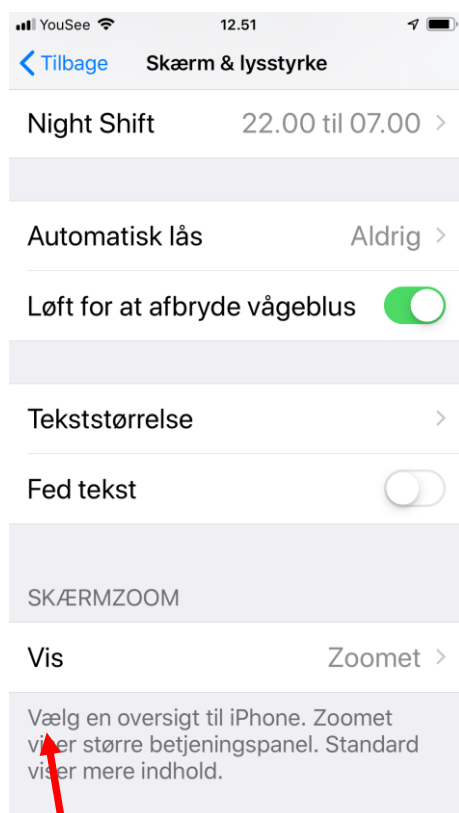 YouSee 12.51
Tilbage Skærm & lysstyrke
Night Shift 22.00 til 07.00
Automatisk lås Aldrig
Løft for at afbryde vågeblus
Tekststørrelse
Fed tekst
SKÆRMZOOM
Vis Zoomet
Vælg en oversigt til iPhone. Zoomet
viser større betjeningspanel. Standard
viser mere indhold.